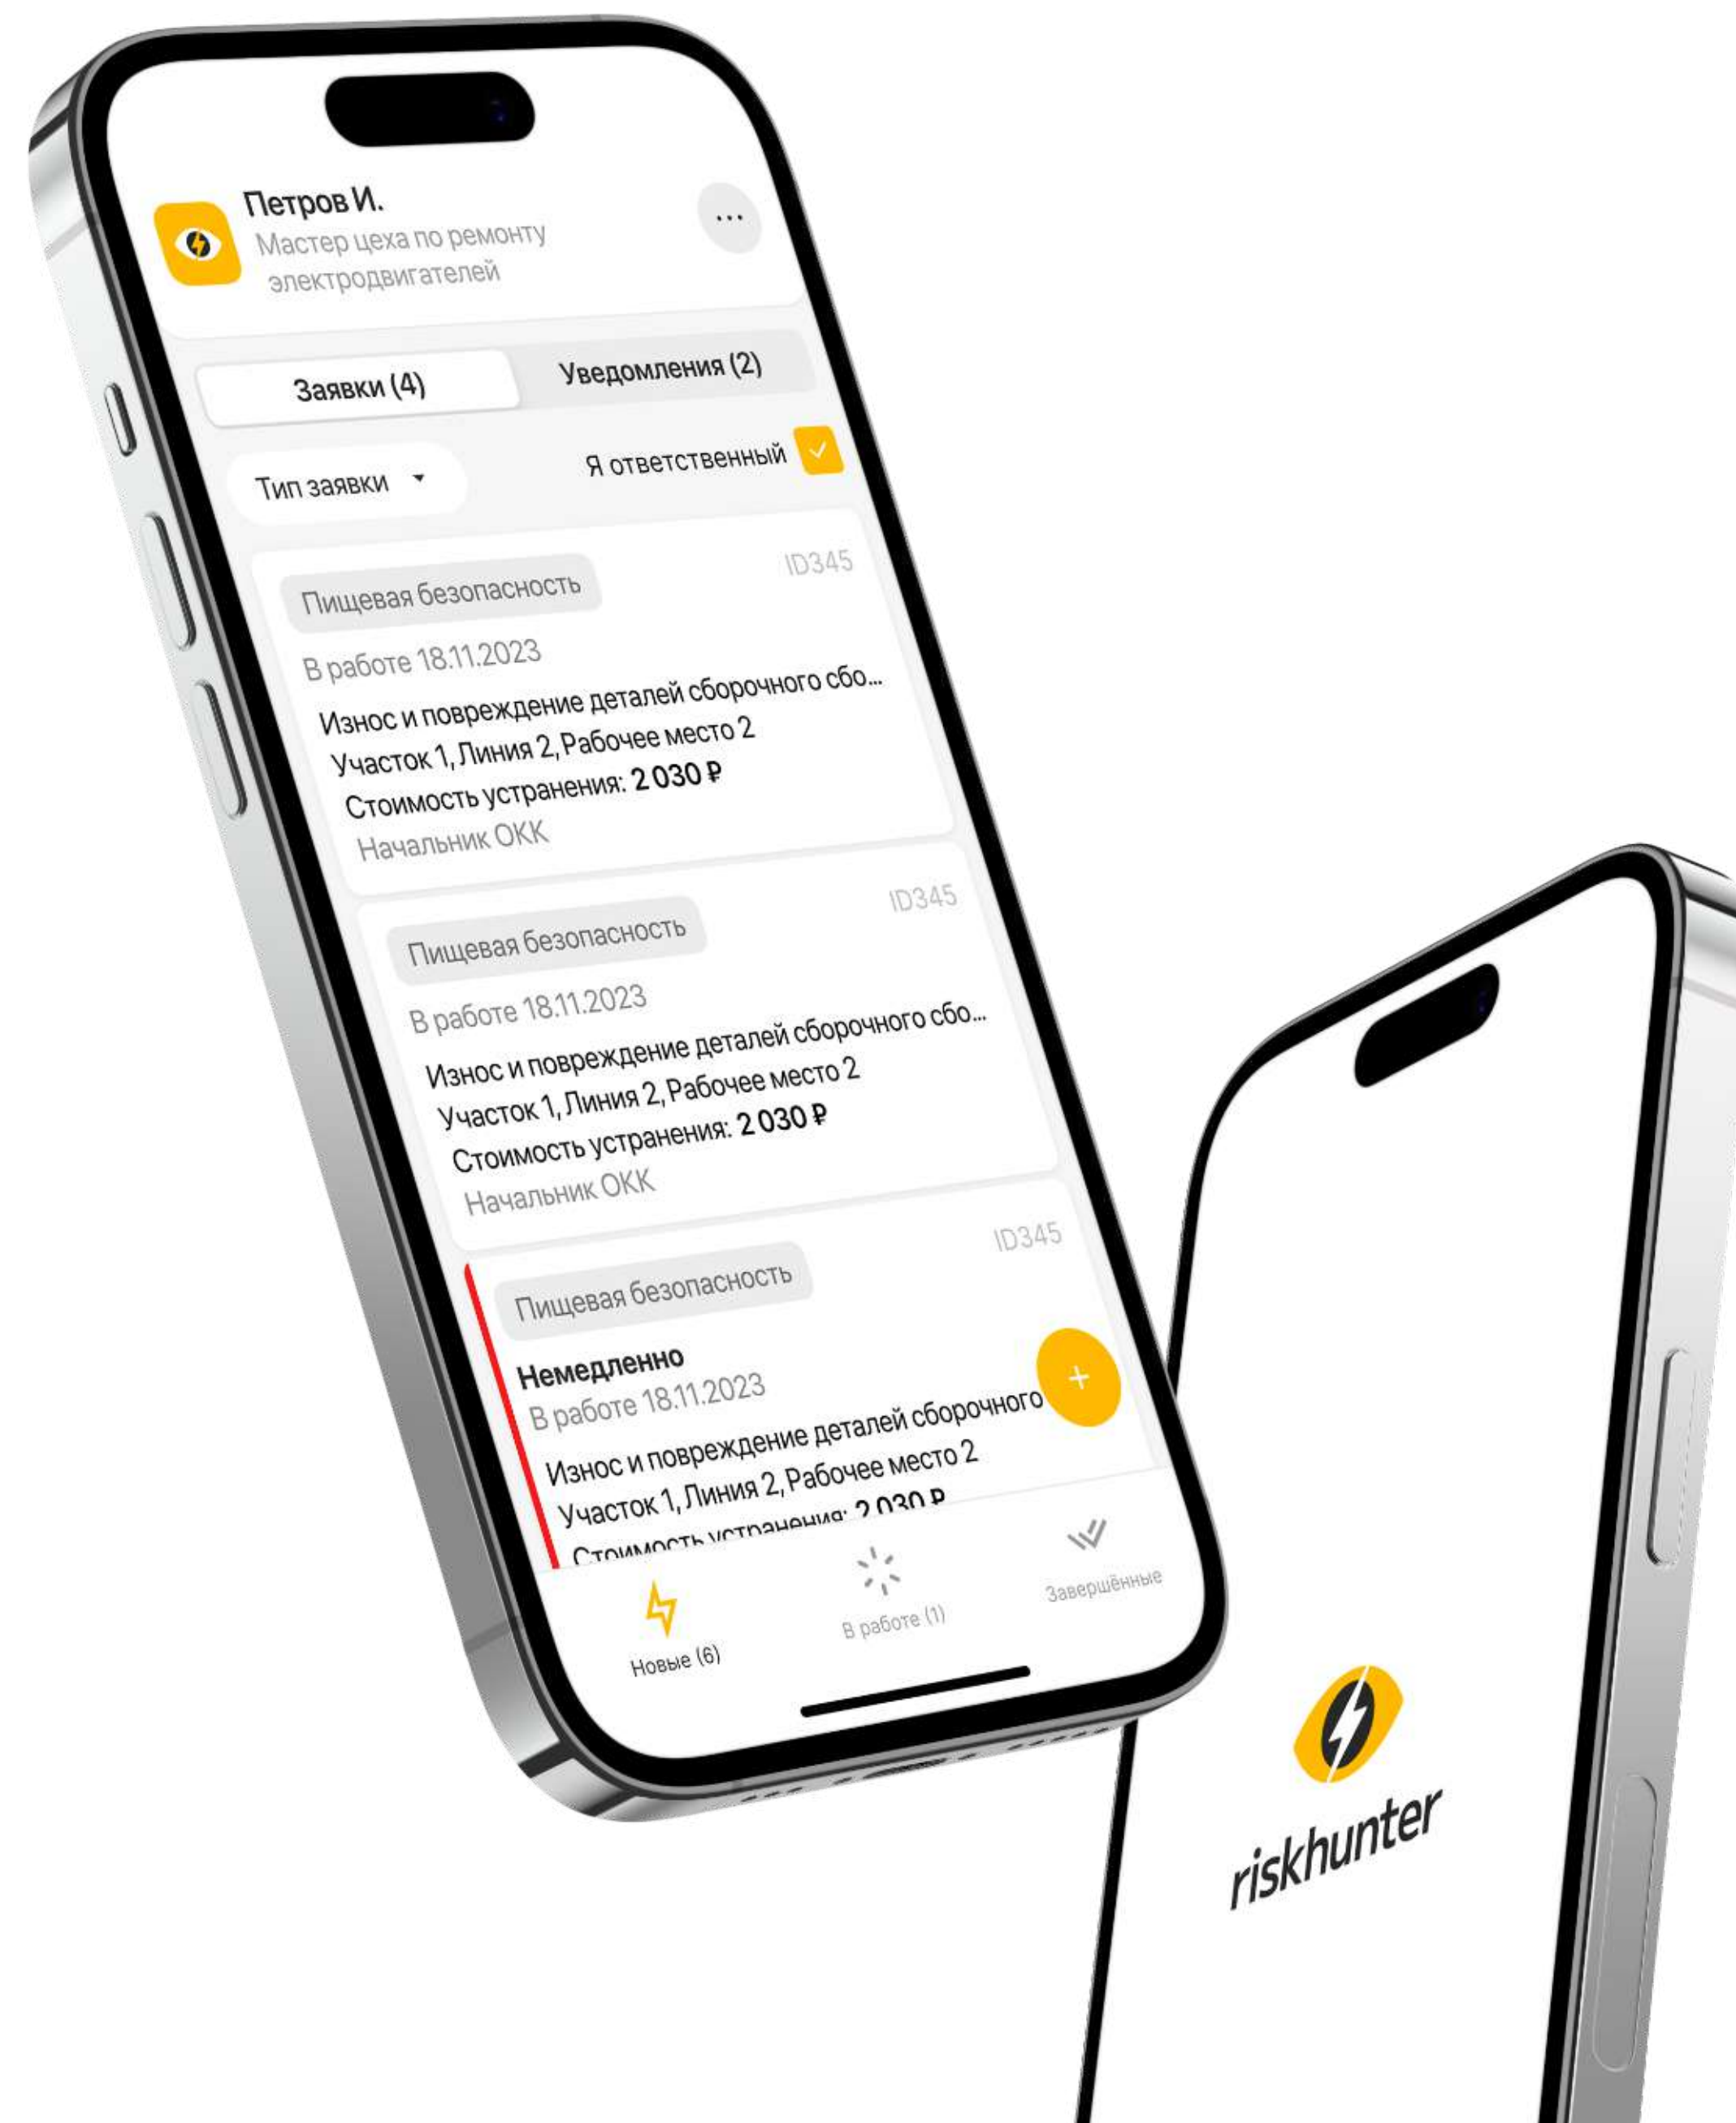 Петров И.
Мастер цеха по ремонту
электродвигателей
Заявки (4)
Уведомления (2)
Тип заявки
Я ответственный
Пищевая безопасность
ID345
В работе 18.11.2023
Износ и повреждение деталей сборочного сбо...
Участок 1, Линия 2, Рабочее место 2
Стоимость устранения: 2 030 ₽
Начальник ОКК
Пищевая безопасность
ID345
В работе 18.11.2023
Износ и повреждение деталей сборочного сбо...
Участок 1, Линия 2, Рабочее место 2
Стоимость устранения: 2 030 ₽
Начальник ОКК
Пищевая безопасность
ID345
Немедленно
В работе 18.11.2023
Износ и повреждение деталей сборочного
Участок 1, Линия 2, Рабочее место 2
Стоимость устранения: 2 030 ₽
Новые (6)
В работе (1)
Завершённые
riskhunter